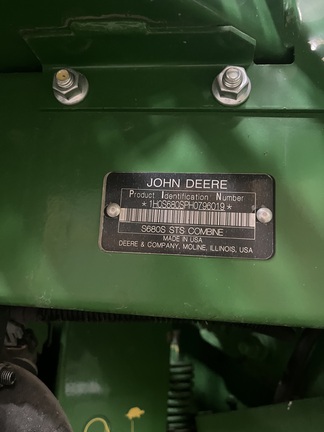 JOHN DEERE
Product Identification Number
*1H0S680SPH0796019*
S680S STS COMBINE
MADE IN USA
DEERE & COMPANY, MOLINE, ILLINOIS, USA